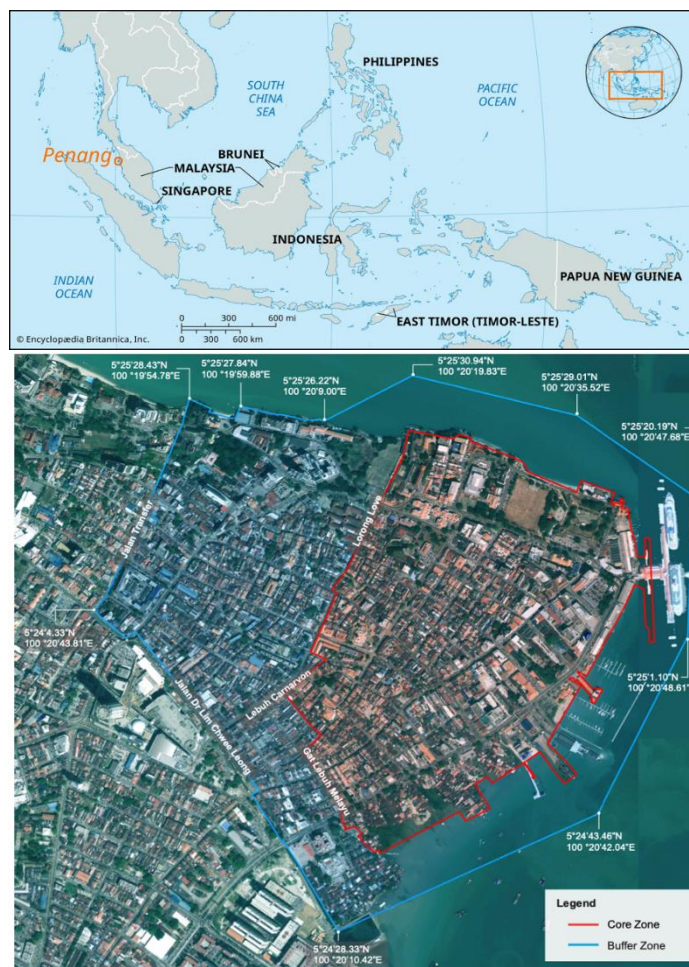 PHILIPPINES
SOUTH
CHINA
SEA
PACIFIC
OCEAN
Penang
BRUNEI
MALAYSIA
SINGAPORE
INDONESIA
PAPUA NEW GUINEA
INDIAN
OCEAN
0 300 600 mi
0 300 600 km
EAST TIMOR (TIMOR-LESTE)
© Encyclopædia Britannica, Inc.
5°25'28.43"N
100 °19'54.78"E
5°25'27.84"N
100 °19'59.88"E
5°25'26.22"N
100 °20'9.00"E
5°25'30.94"N
100 °20'19.83"E
5°25'29.01"N
100 °20'35.52"E
5°25'20.19"N
100 °20'47.68"E
Jalan Transfer
Lorong Love
5°24'4.33"N
100 °20'43.81"E
Jalan Dr Lim Chwee Leong
Lebuh Carnarvon
Gat Lebuh Melayu
5°25'1.10"N
100 °20'48.61"E
5°24'43.46"N
100 °20'42.04"E
5°24'28.33"N
100 °20'10.42"E
Legend
Core Zone
Buffer Zone